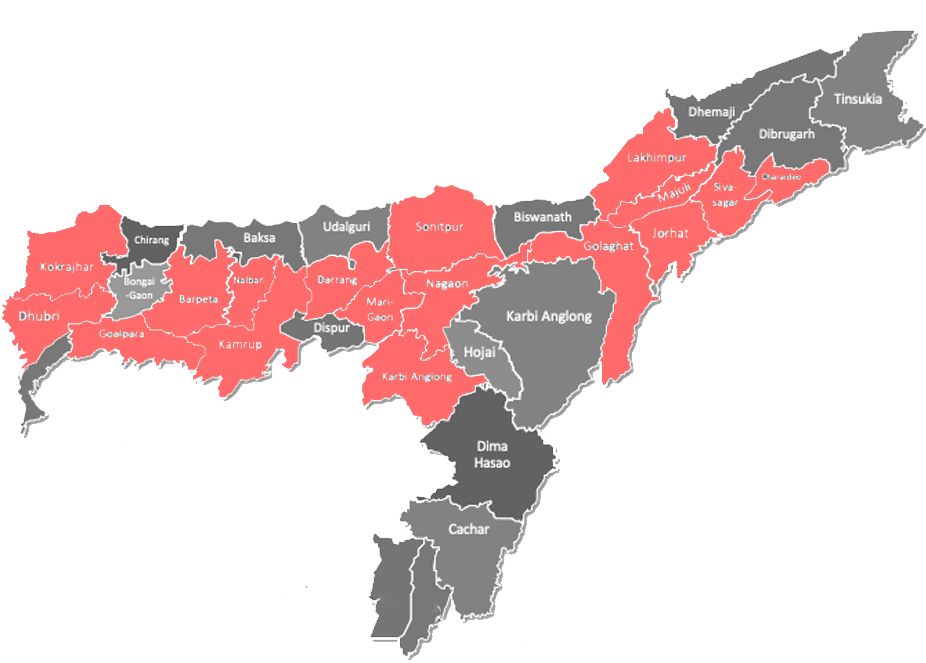 Tinsukia
Dhemaji
Dibrugarh
Lakhimpur
Majuli
Siva-
sagar
Charaideo
Biswanath
Jorhat
Golaghat
Sonitpur
Udalguri
Baksa
Chirang
Kokrajhar
Bongai
-Gaon
Nalbari
Darrang
Nagaon
Barpeta
Mari-
Gaon
Dhubri
Goalpara
Kamrup
Dispur
Karbi Anglong
Hojai
Karbi Anglong
Dima
Hasao
Cachar